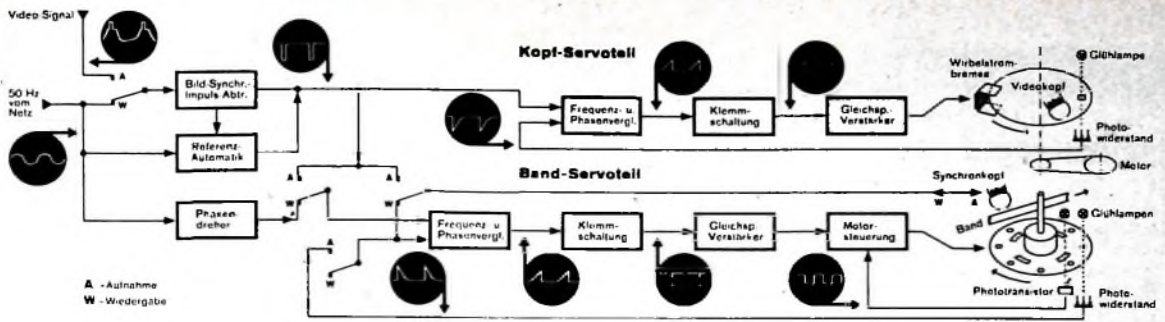 Video-Signal
A
W
50 Hz
vom
Netz
Bild-Synchr.-
Impuls Abtr.
Referenz-
Automatik
Phasen-
dreher
A
W
A
W
A
W
A - Aufnahme
W - Wiedergabe
Kopf-Servoteil
Frequenz- u.
Phasenvergl.
Klemm-
schaltung
Gleichsp.-
Verstärker
Wirbelstrom-
bremse
Videokopf
Glühlampe
Photo-
widerstand
Motor
Band-Servoteil
Synchronkopf
W A
Frequenz- u.
Phasenvergl.
Klemm-
schaltung
Gleichsp.-
Verstärker
Motor-
steuerung
Band
Glühlampen
Phototransistor
Photo-
widerstand